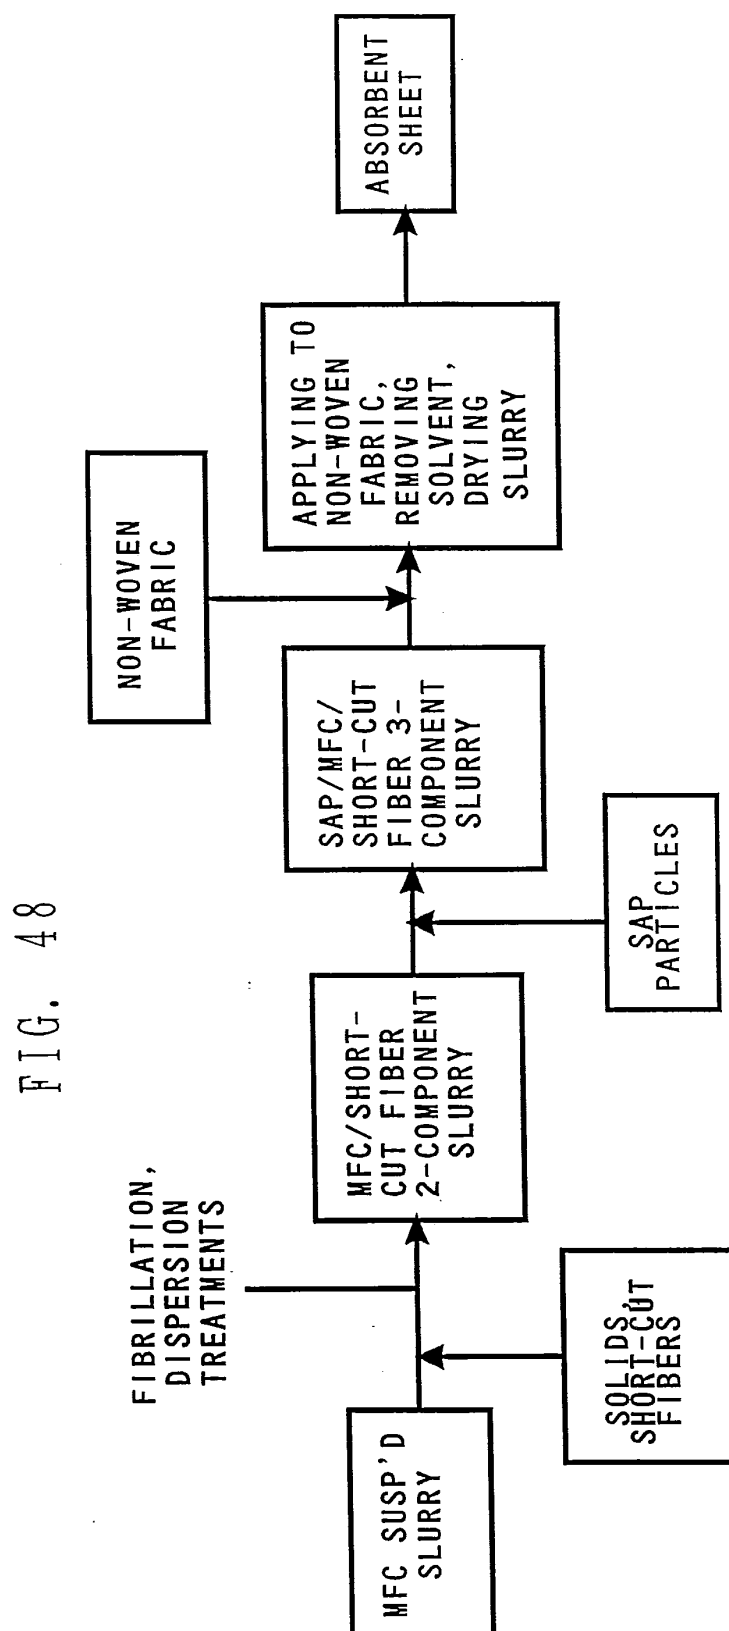 FIG. 48
FIBRILLATION,
DISPERSION
TREATMENTS
MFC SUSP'D
SLURRY
SOLIDS,
SHORT-CUT
FIBERS
MFC/SHORT-
CUT FIBER
2-COMPONENT
SLURRY
SAP
PARTICLES
SAP/MFC/
SHORT-CUT
FIBER 3-
COMPONENT
SLURRY
NON-WOVEN
FABRIC
APPLYING TO
NON-WOVEN
FABRIC,
REMOVING
SOLVENT,
DRYING
SLURRY
ABSORBENT
SHEET